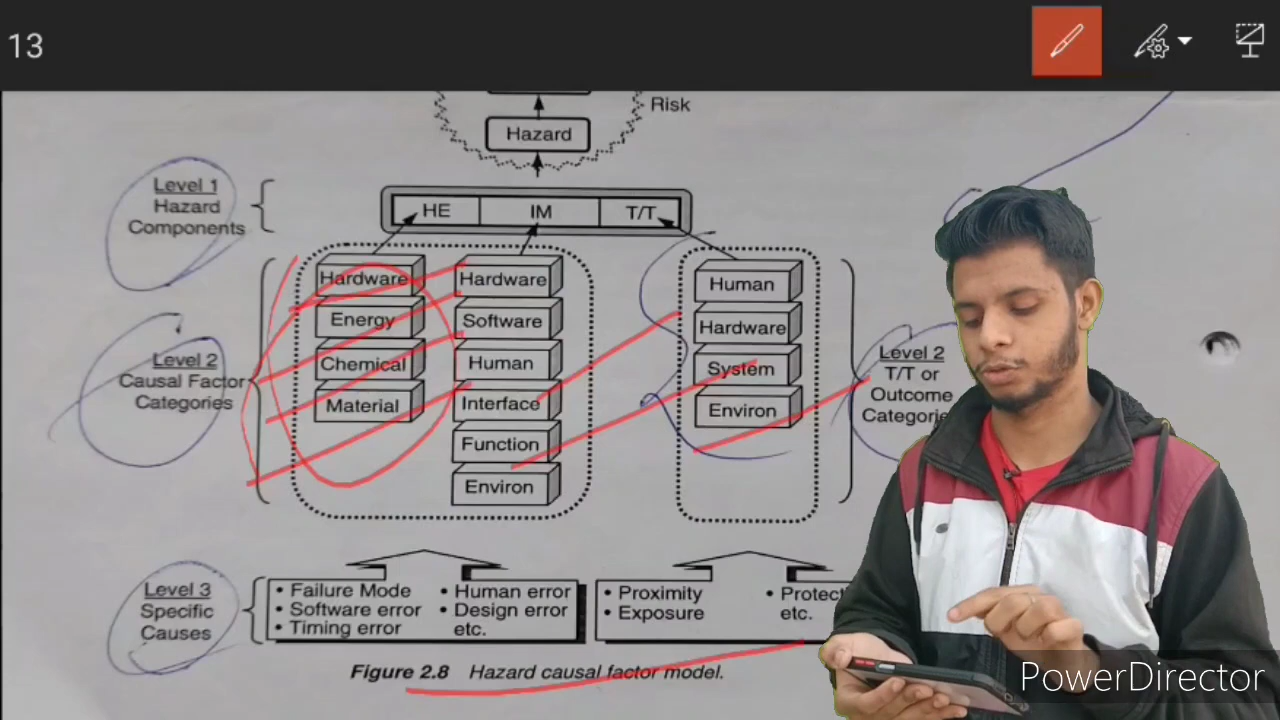 13
Risk
Hazard
Level 1
Hazard
Components
HE IM T/T
Hardware
Energy
Chemical
Material
Hardware
Software
Human
Interface
Function
Environ
Human
Hardware
System
Environ
Level 2
Causal Factor
Categories
Level 2
T/T or
Outcome
Categorie
Level 3
Specific
Causes
• Failure Mode
• Software error
• Timing error
• Human error
• Design error
etc.
• Proximity
• Exposure
• Protect
etc.
Figure 2.8 Hazard causal factor model.
PowerDirector